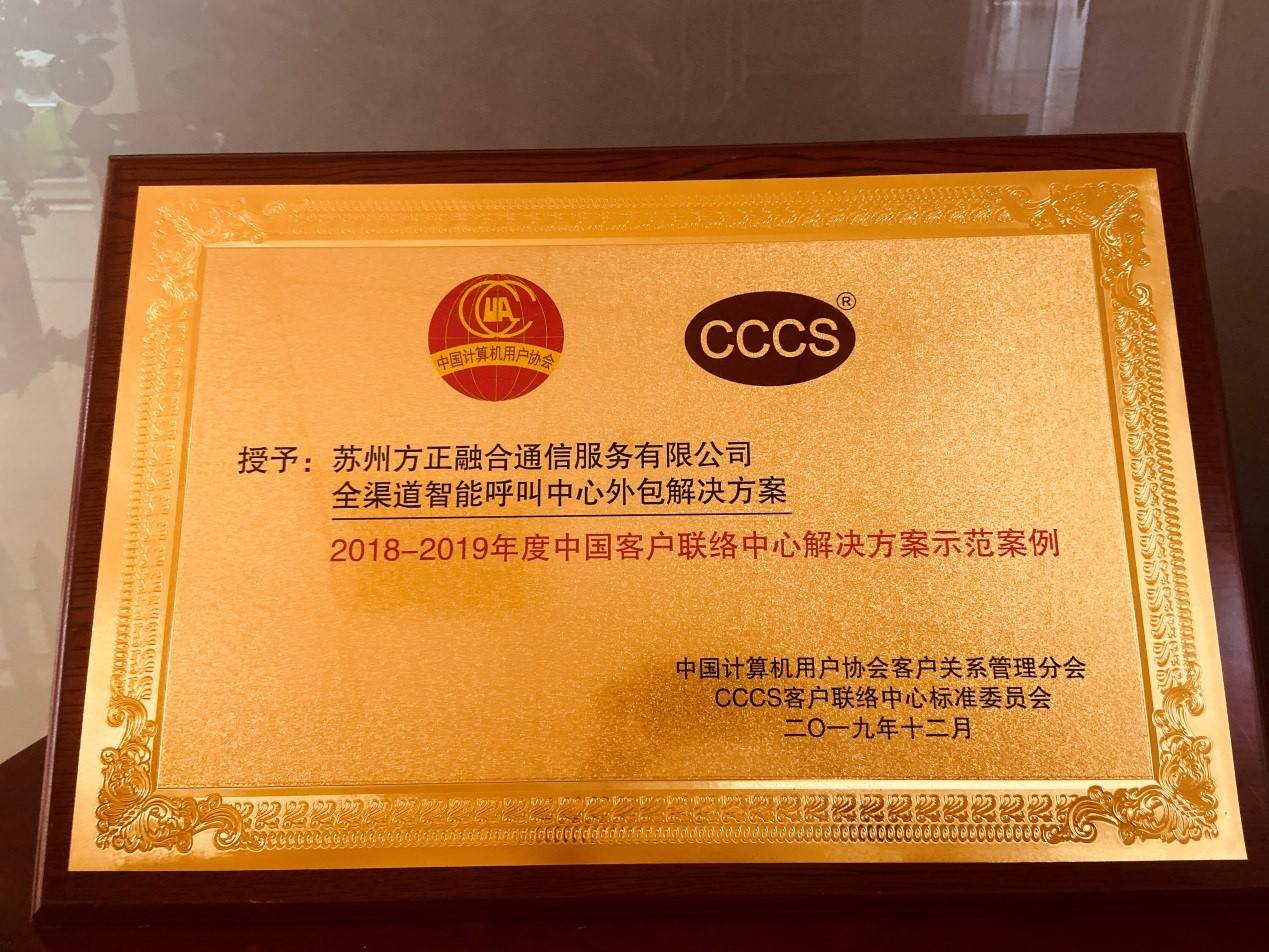 CUA
中国计算机用户协会
CCCS®
授予：苏州方正融合通信服务有限公司
全渠道智能呼叫中心外包解决方案
2018-2019年度中国客户联络中心解决方案示范案例
中国计算机用户协会客户关系管理分会
CCCS客户联络中心标准委员会
二〇一九年十二月